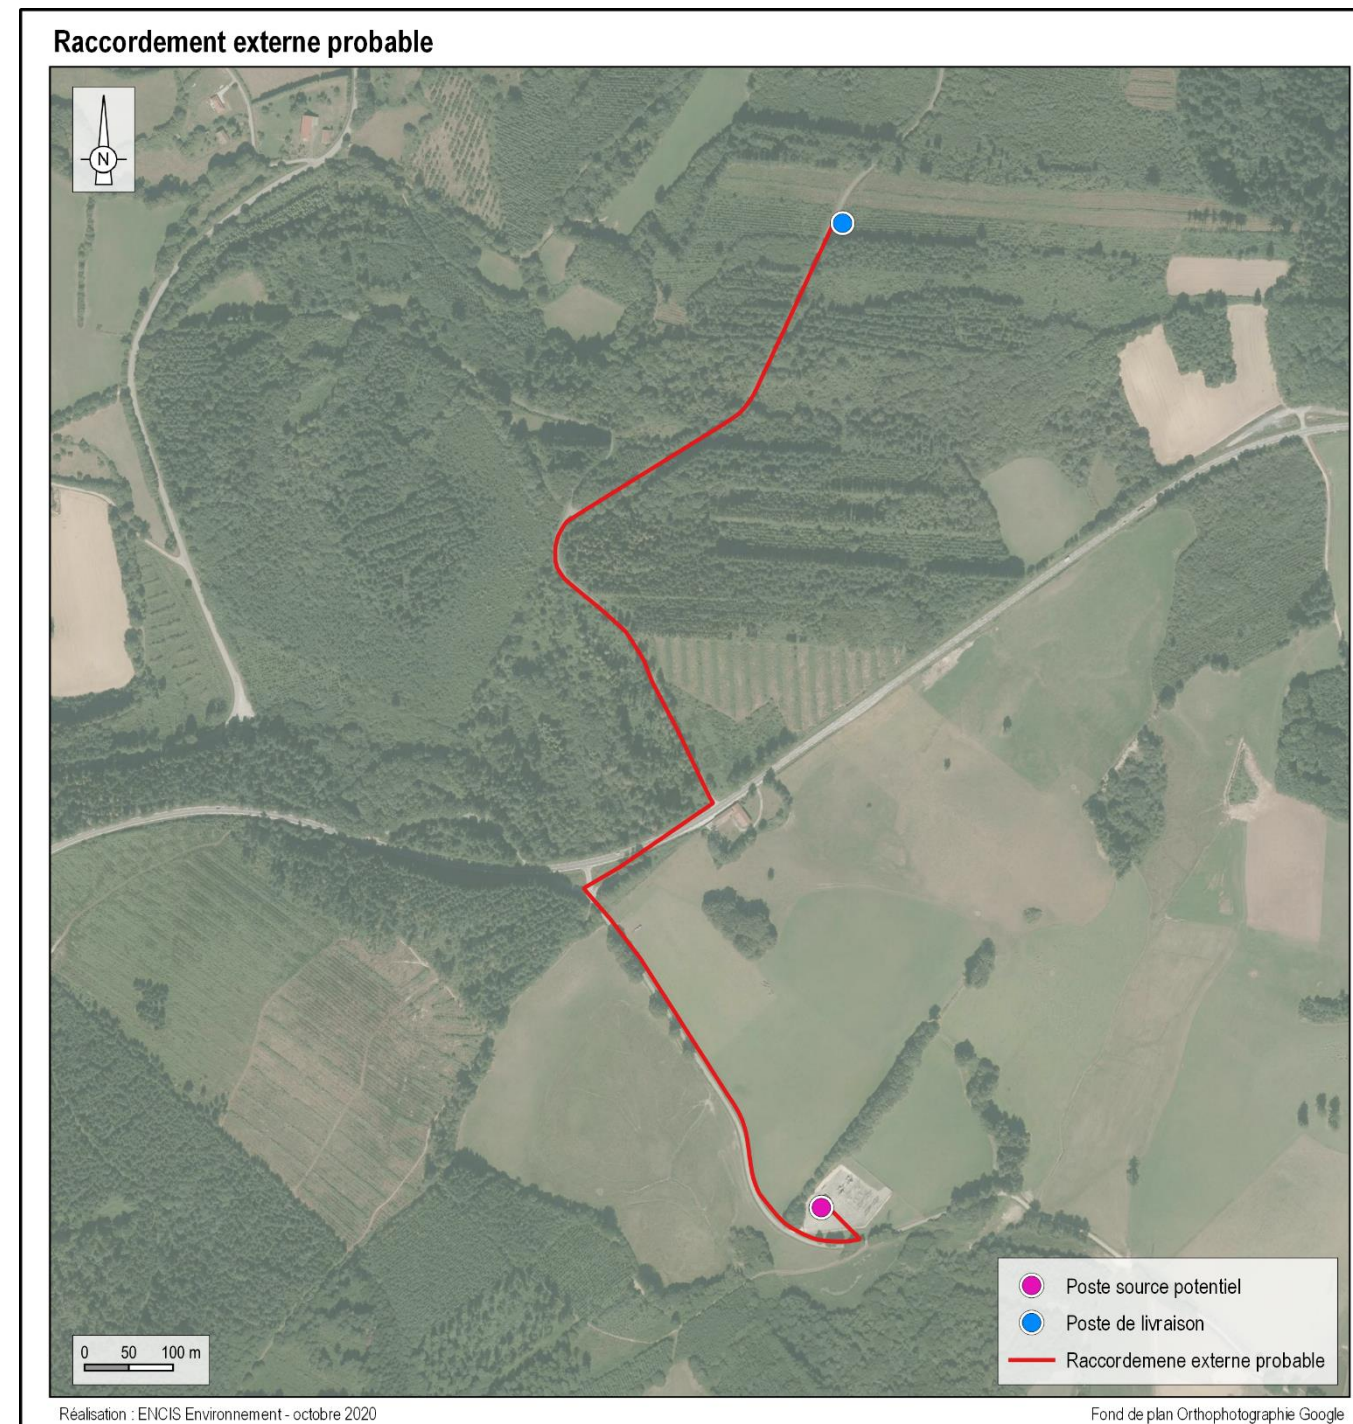 Raccordement externe probable
N
Poste source potentiel
Poste de livraison
Raccordemene externe probable
0 50 100 m
Réalisation : ENCIS Environnement - octobre 2020
Fond de plan Orthophotographie Google